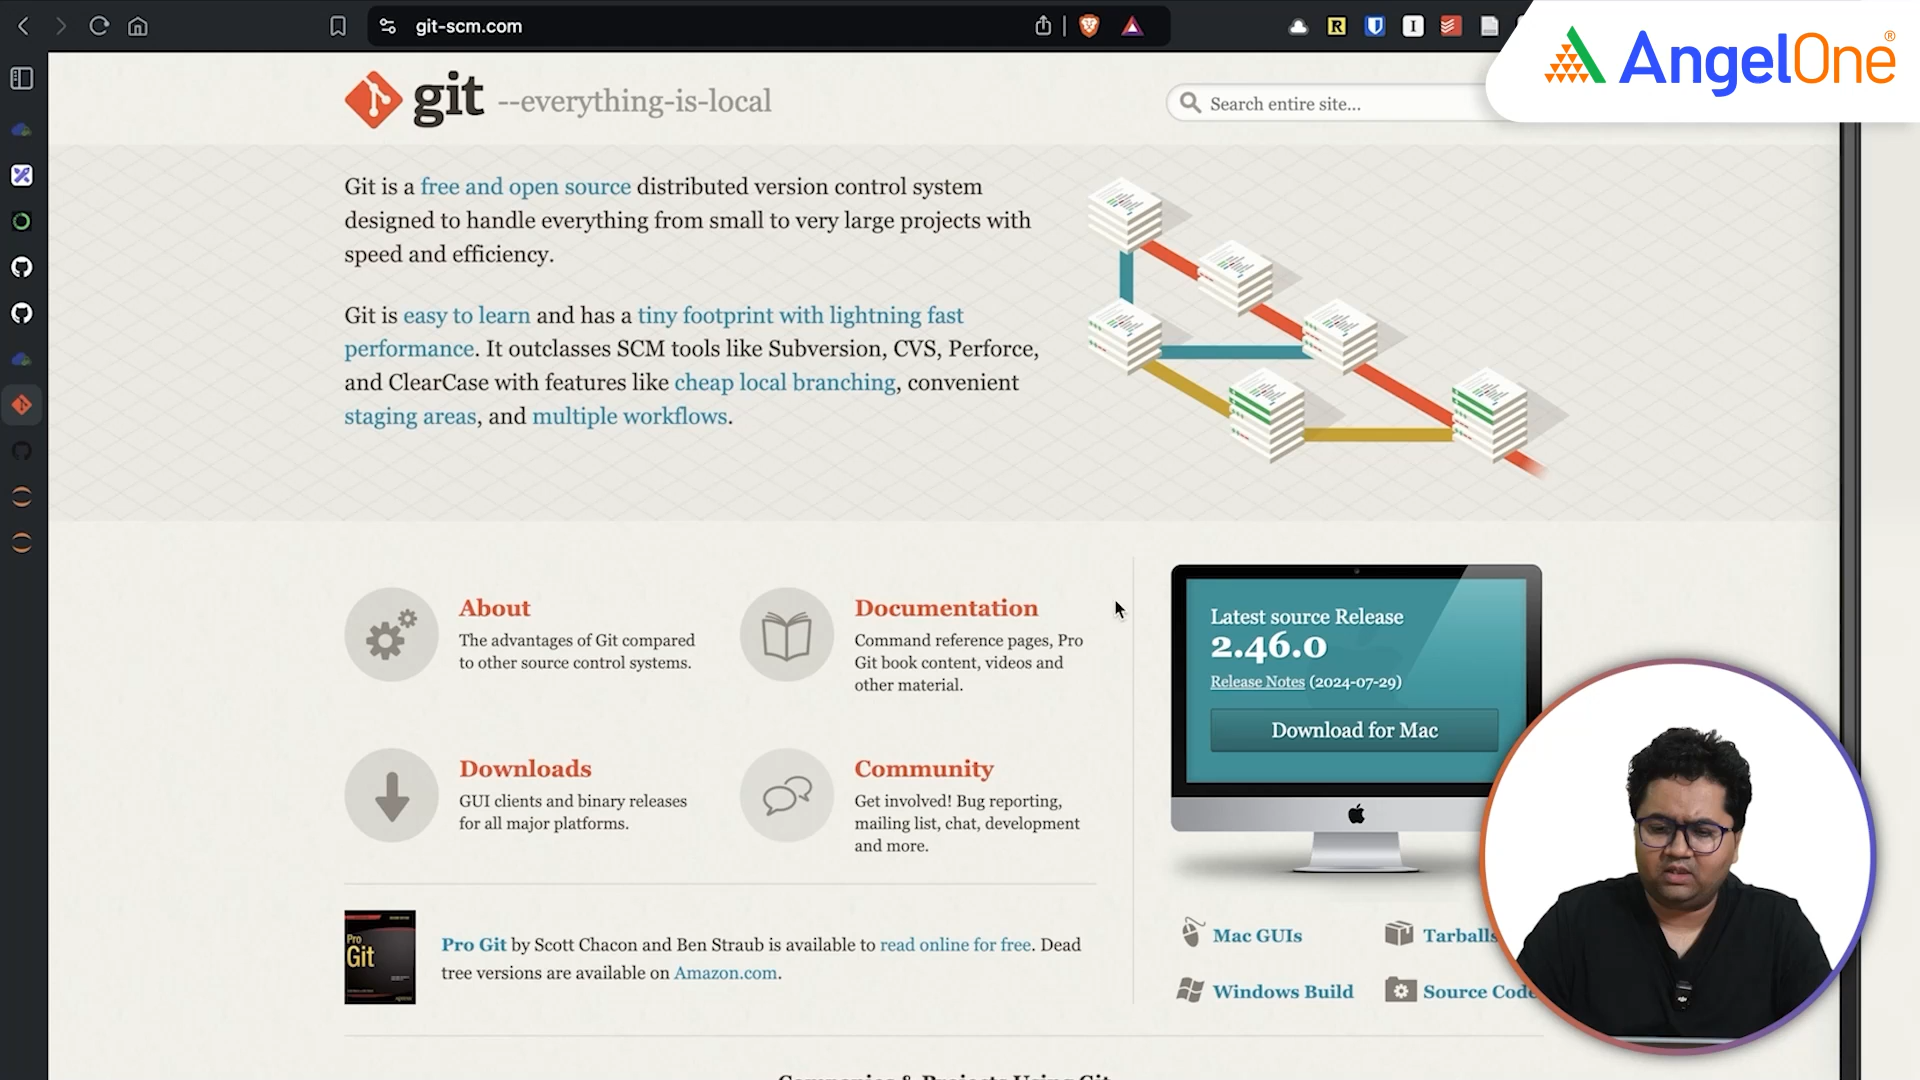 git-scm.com
AngelOne®
git --everything-is-local
Search entire site...
Git is a free and open source distributed version control system
designed to handle everything from small to very large projects with
speed and efficiency.
Git is easy to learn and has a tiny footprint with lightning fast
performance. It outclasses SCM tools like Subversion, CVS, Perforce,
and ClearCase with features like cheap local branching, convenient
staging areas, and multiple workflows.
About
The advantages of Git compared
to other source control systems.
Documentation
Command reference pages, Pro
Git book content, videos and
other material.
Downloads
GUI clients and binary releases
for all major platforms.
Community
Get involved! Bug reporting,
mailing list, chat, development
and more.
Latest source Release
2.46.0
Release Notes (2024-07-29)
Download for Mac
Mac GUIs
Tarballs
Windows Build
Source Code
Pro
Git
Pro Git by Scott Chacon and Ben Straub is available to read online for free. Dead
tree versions are available on Amazon.com.
Companies & Projects Using Git